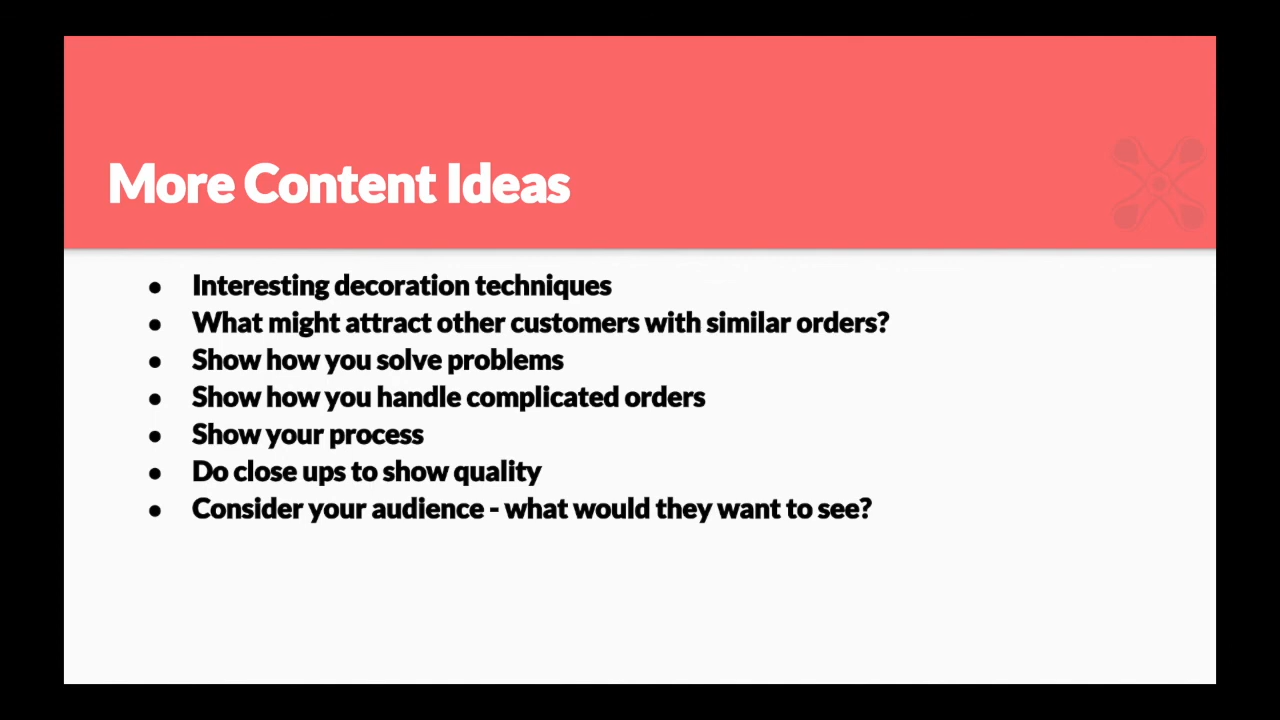 More Content Ideas
● Interesting decoration techniques
● What might attract other customers with similar orders?
● Show how you solve problems
● Show how you handle complicated orders
● Show your process
● Do close ups to show quality
● Consider your audience - what would they want to see?